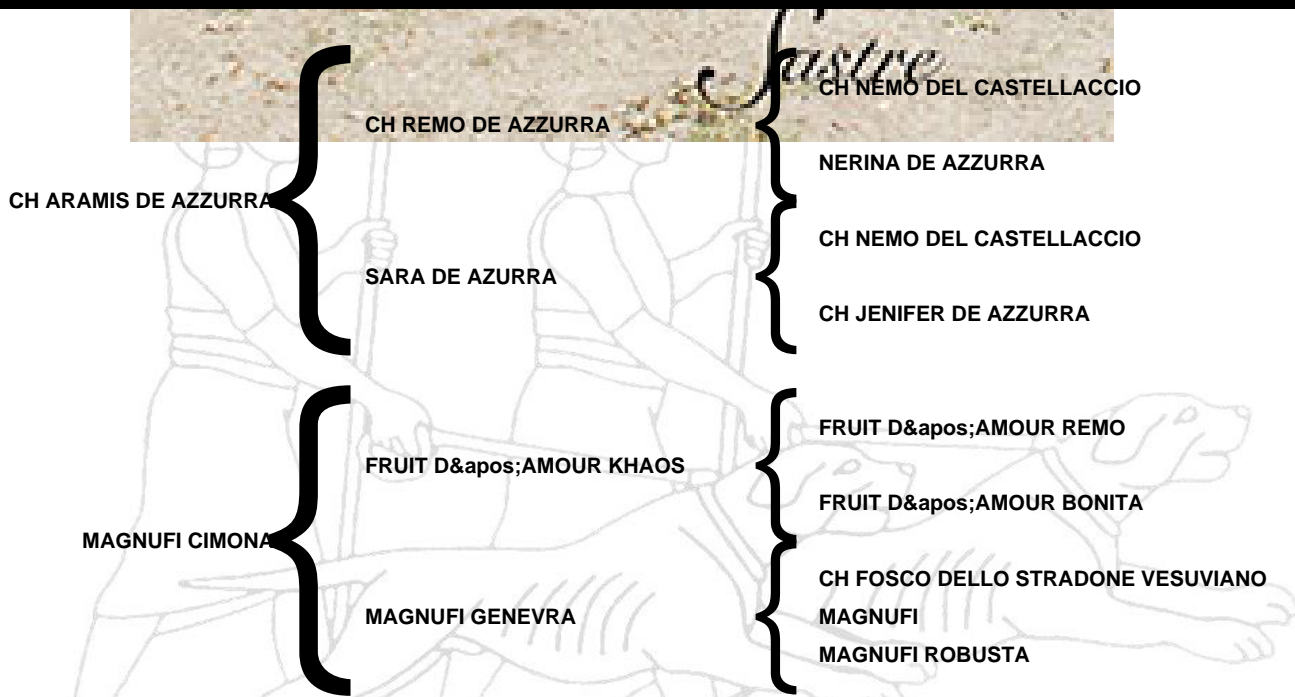 Sastre
CH ARAMIS DE AZZURRA
CH REMO DE AZZURRA
CH NEMO DEL CASTELLACCIO
NERINA DE AZZURRA
SARA DE AZURRA
CH NEMO DEL CASTELLACCIO
CH JENIFER DE AZZURRA
MAGNUFI CIMONA
FRUIT D&apos;AMOUR KHAOS
FRUIT D&apos;AMOUR REMO
FRUIT D&apos;AMOUR BONITA
MAGNUFI GENEVRA
CH FOSCO DELLO STRADONE VESUVIANO
MAGNUFI
MAGNUFI ROBUSTA